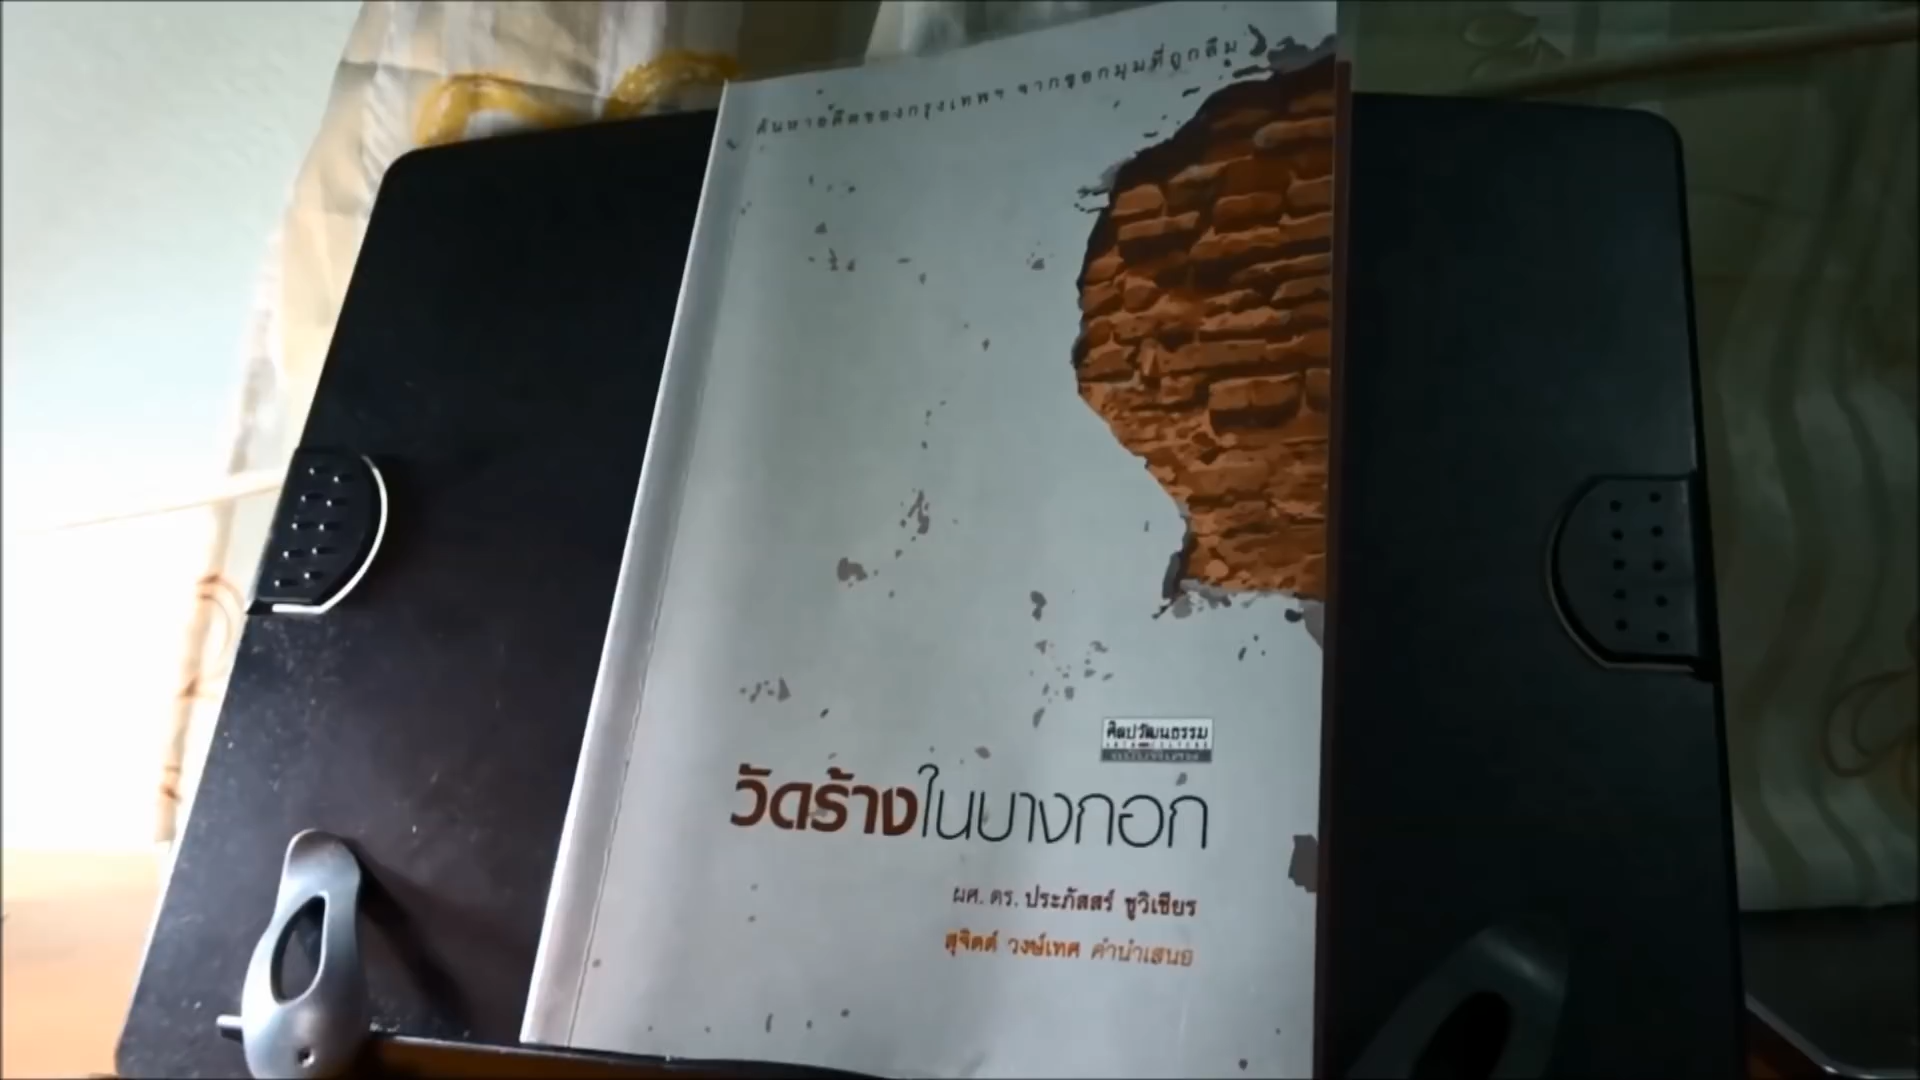 ค้นหาอดีตของกรุงเทพฯ จากซอกมุมที่ถูกลืม
ศิลปวัฒนธรรม
วัดร้างในบางกอก
ผศ. ดร. ประภัสสร์ ชูวิเชียร
สุจิตต์ วงษ์เทศ คำนำเสนอ